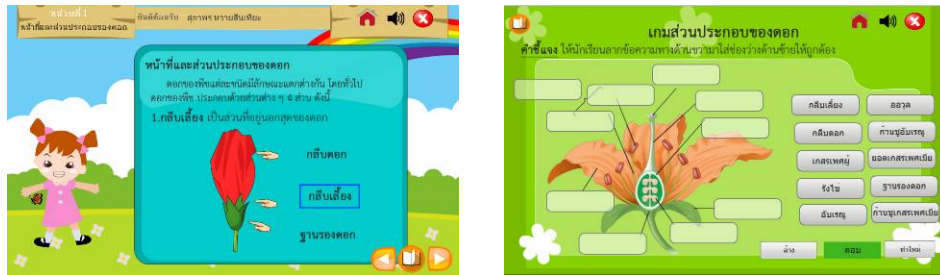 หน่วยที่ 1
หน้าที่และส่วนประกอบของดอก
ยินดีต้อนรับ สุภาพร หวานสันเทียะ
หน้าที่และส่วนประกอบของดอก
ดอกของพืชแต่ละชนิดมีลักษณะแตกต่างกัน โดยทั่วไป
ดอกของพืช ประกอบด้วยส่วนต่าง ๆ 4 ส่วน ดังนี้
1.กลีบเลี้ยง เป็นส่วนที่อยู่นอกสุดของดอก
กลีบดอก
กลีบเลี้ยง
ฐานรองดอก
เกมส่วนประกอบของดอก
คำชี้แจง ให้นักเรียนลากข้อความทางด้านขวามาใส่ช่องว่างด้านซ้ายให้ถูกต้อง
กลีบเลี้ยง
ออวุล
กลีบดอก
ก้านชูอับเรณู
เกสรเพศผู้
ยอดเกสรเพศเมีย
รังไข่
ฐานรองดอก
อับเรณู
ก้านชูเกสรเพศเมีย
ล้าง
ตอบ
ทำใหม่